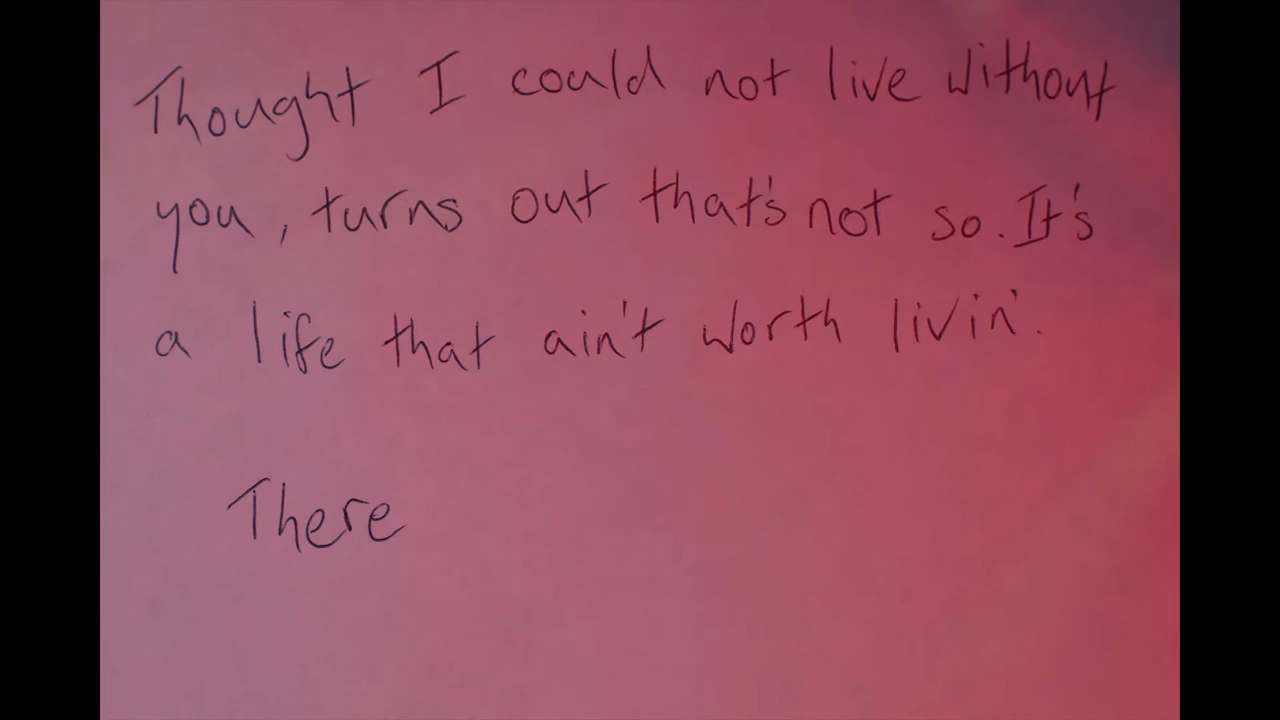 Thought I could not live without
you, turns out that's not so. It's
a life that ain't worth livin'.
There